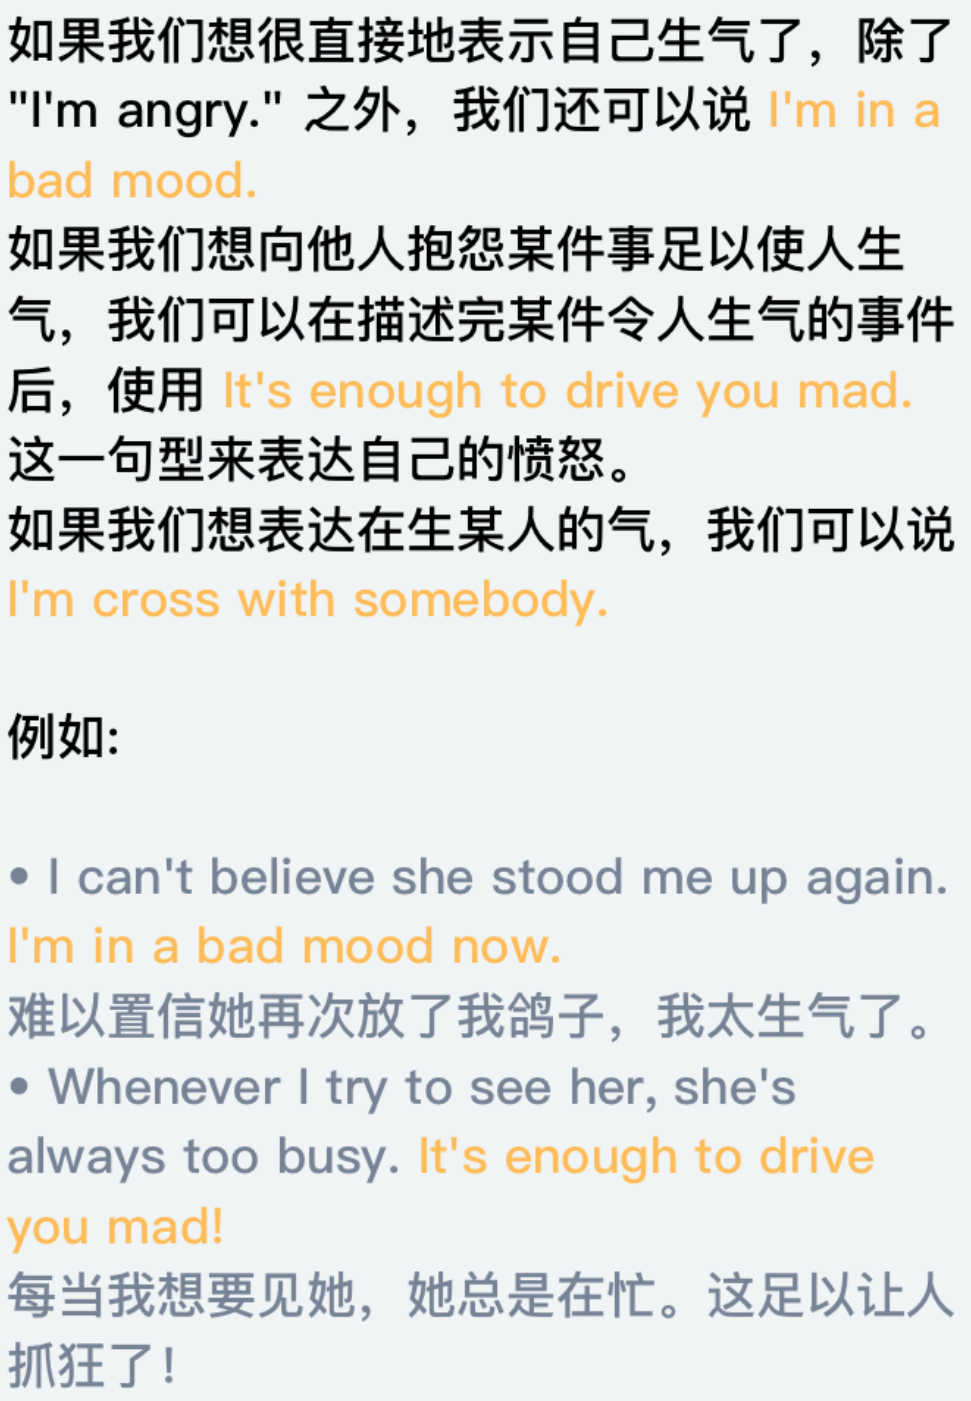 如果我们想很直接地表示自己生气了，除了
"I'm angry." 之外，我们还可以说 I'm in a
bad mood.
如果我们想向他人抱怨某件事足以使人生
气，我们可以在描述完某件令人生气的事件
后，使用 It's enough to drive you mad.
这一句型来表达自己的愤怒。
如果我们想表达在生某人的气，我们可以说
I'm cross with somebody.
例如:
• I can't believe she stood me up again.
I'm in a bad mood now.
难以置信她再次放了我鸽子，我太生气了。
• Whenever I try to see her, she's
always too busy. It's enough to drive
you mad!
每当我想要见她，她总是在忙。这足以让人
抓狂了！